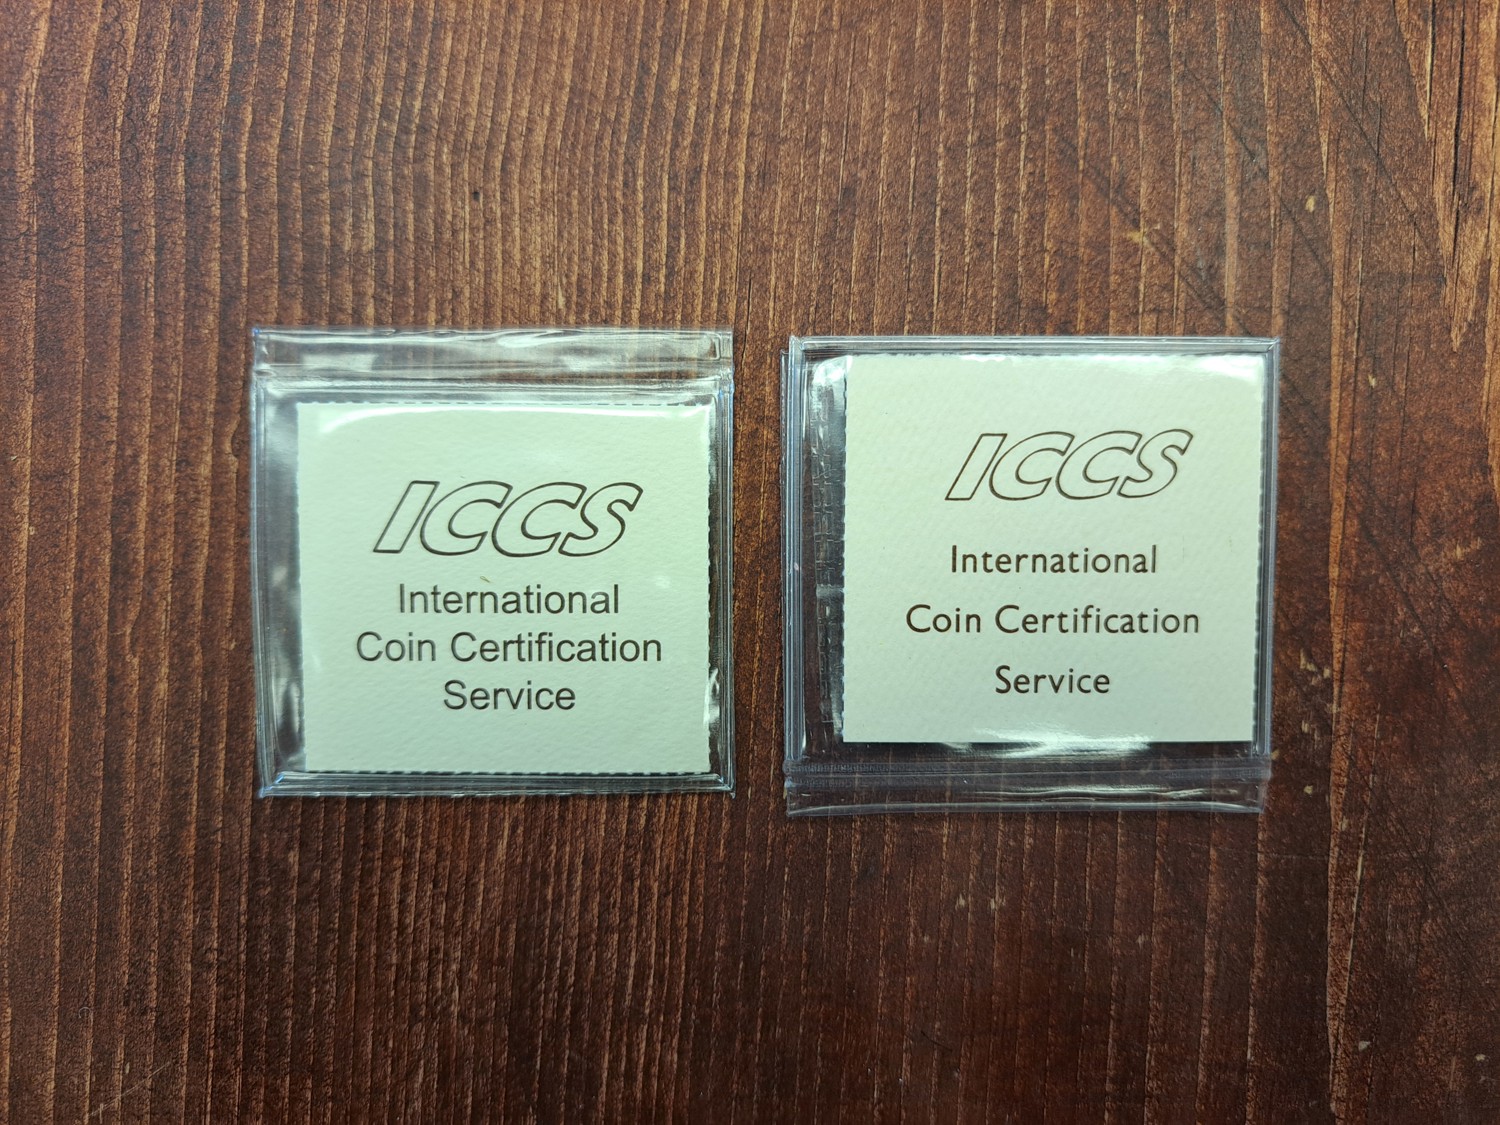 ICCS
International
Coin Certification
Service
ICCS
International
Coin Certification
Service